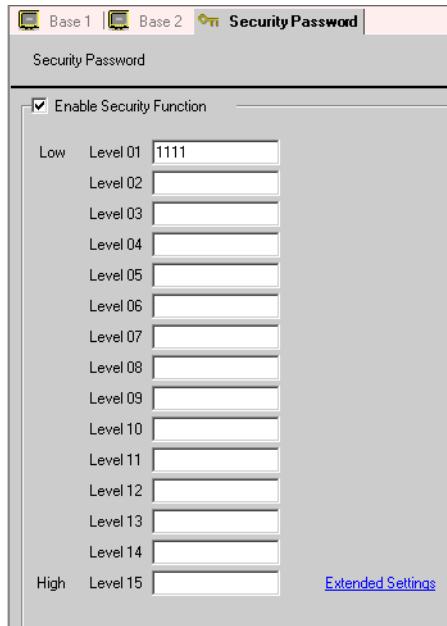 Base 1 Base 2 Security Password
Security Password
Enable Security Function
Low Level 01 1111
Level 02
Level 03
Level 04
Level 05
Level 06
Level 07
Level 08
Level 09
Level 10
Level 11
Level 12
Level 13
Level 14
High Level 15 Extended Settings